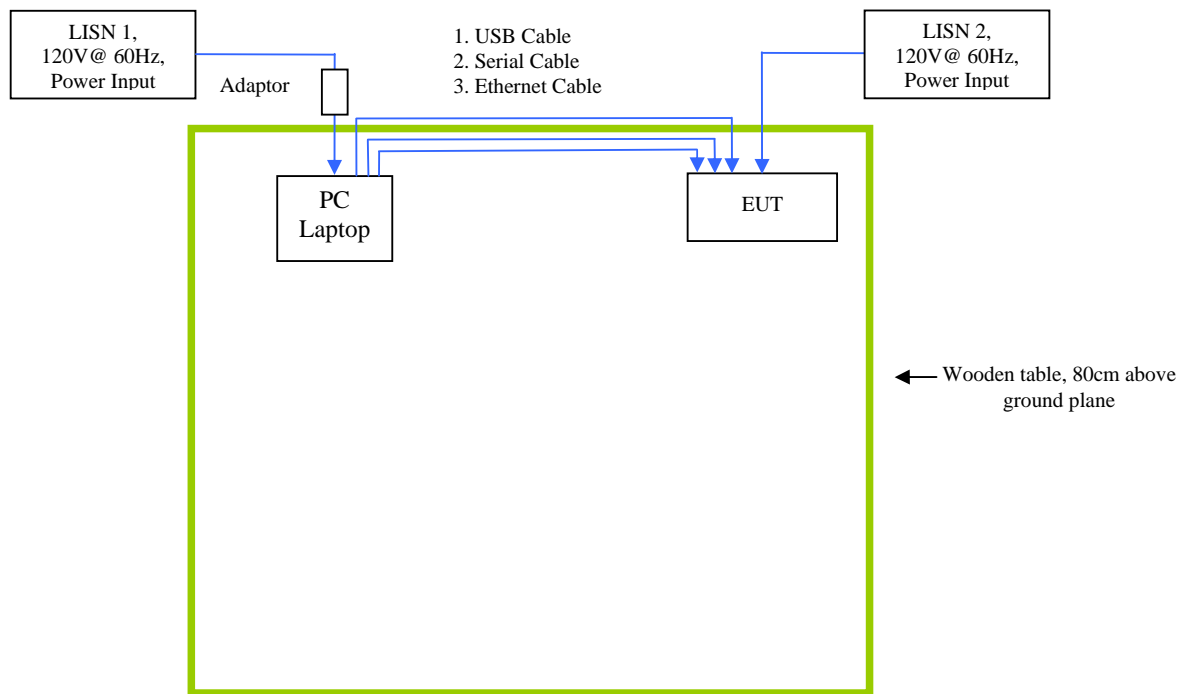 LISN 1,
120V@ 60Hz,
Power Input
Adaptor
1. USB Cable
2. Serial Cable
3. Ethernet Cable
LISN 2,
120V@ 60Hz,
Power Input
PC
Laptop
EUT
Wooden table, 80cm above
ground plane